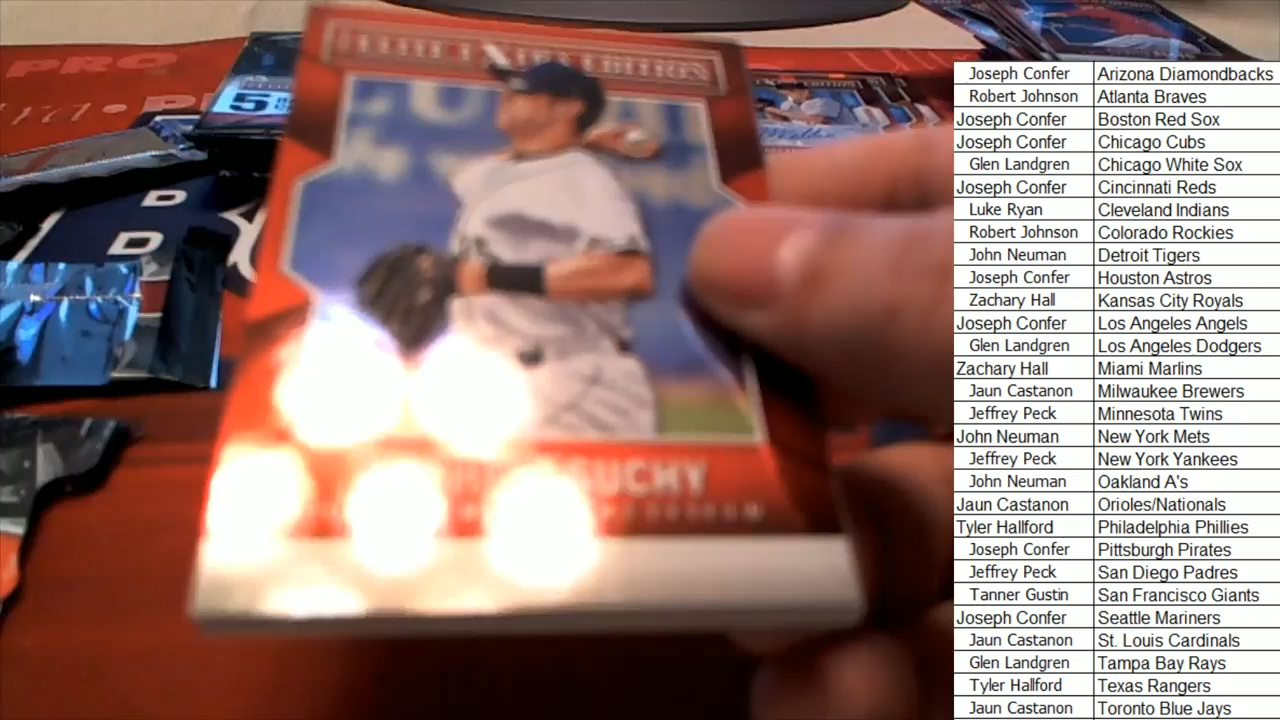 PRO
5
D
D
ELITE EXTRA EDITION
SUCHY
Joseph Confer Arizona Diamondbacks
Robert Johnson Atlanta Braves
Joseph Confer Boston Red Sox
Joseph Confer Chicago Cubs
Glen Landgren Chicago White Sox
Joseph Confer Cincinnati Reds
Luke Ryan Cleveland Indians
Robert Johnson Colorado Rockies
John Neuman Detroit Tigers
Joseph Confer Houston Astros
Zachary Hall Kansas City Royals
Joseph Confer Los Angeles Angels
Glen Landgren Los Angeles Dodgers
Zachary Hall Miami Marlins
Jaun Castanon Milwaukee Brewers
Jeffrey Peck Minnesota Twins
John Neuman New York Mets
Jeffrey Peck New York Yankees
John Neuman Oakland A's
Jaun Castanon Orioles/Nationals
Tyler Hallford Philadelphia Phillies
Joseph Confer Pittsburgh Pirates
Jeffrey Peck San Diego Padres
Tanner Gustin San Francisco Giants
Joseph Confer Seattle Mariners
Jaun Castanon St. Louis Cardinals
Glen Landgren Tampa Bay Rays
Tyler Hallford Texas Rangers
Jaun Castanon Toronto Blue Jays